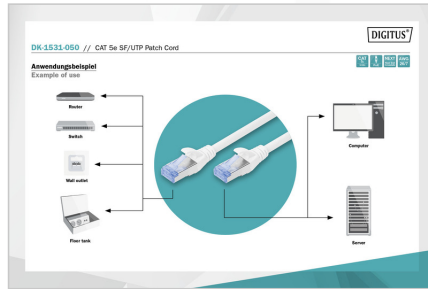 DIGITUS®
DK-1531-050 // CAT 5e SF/UTP Patch Cord
Anwendungsbeispiel
Example of use
Router
Switch
Wall outlet
Floor tank
Computer
Server